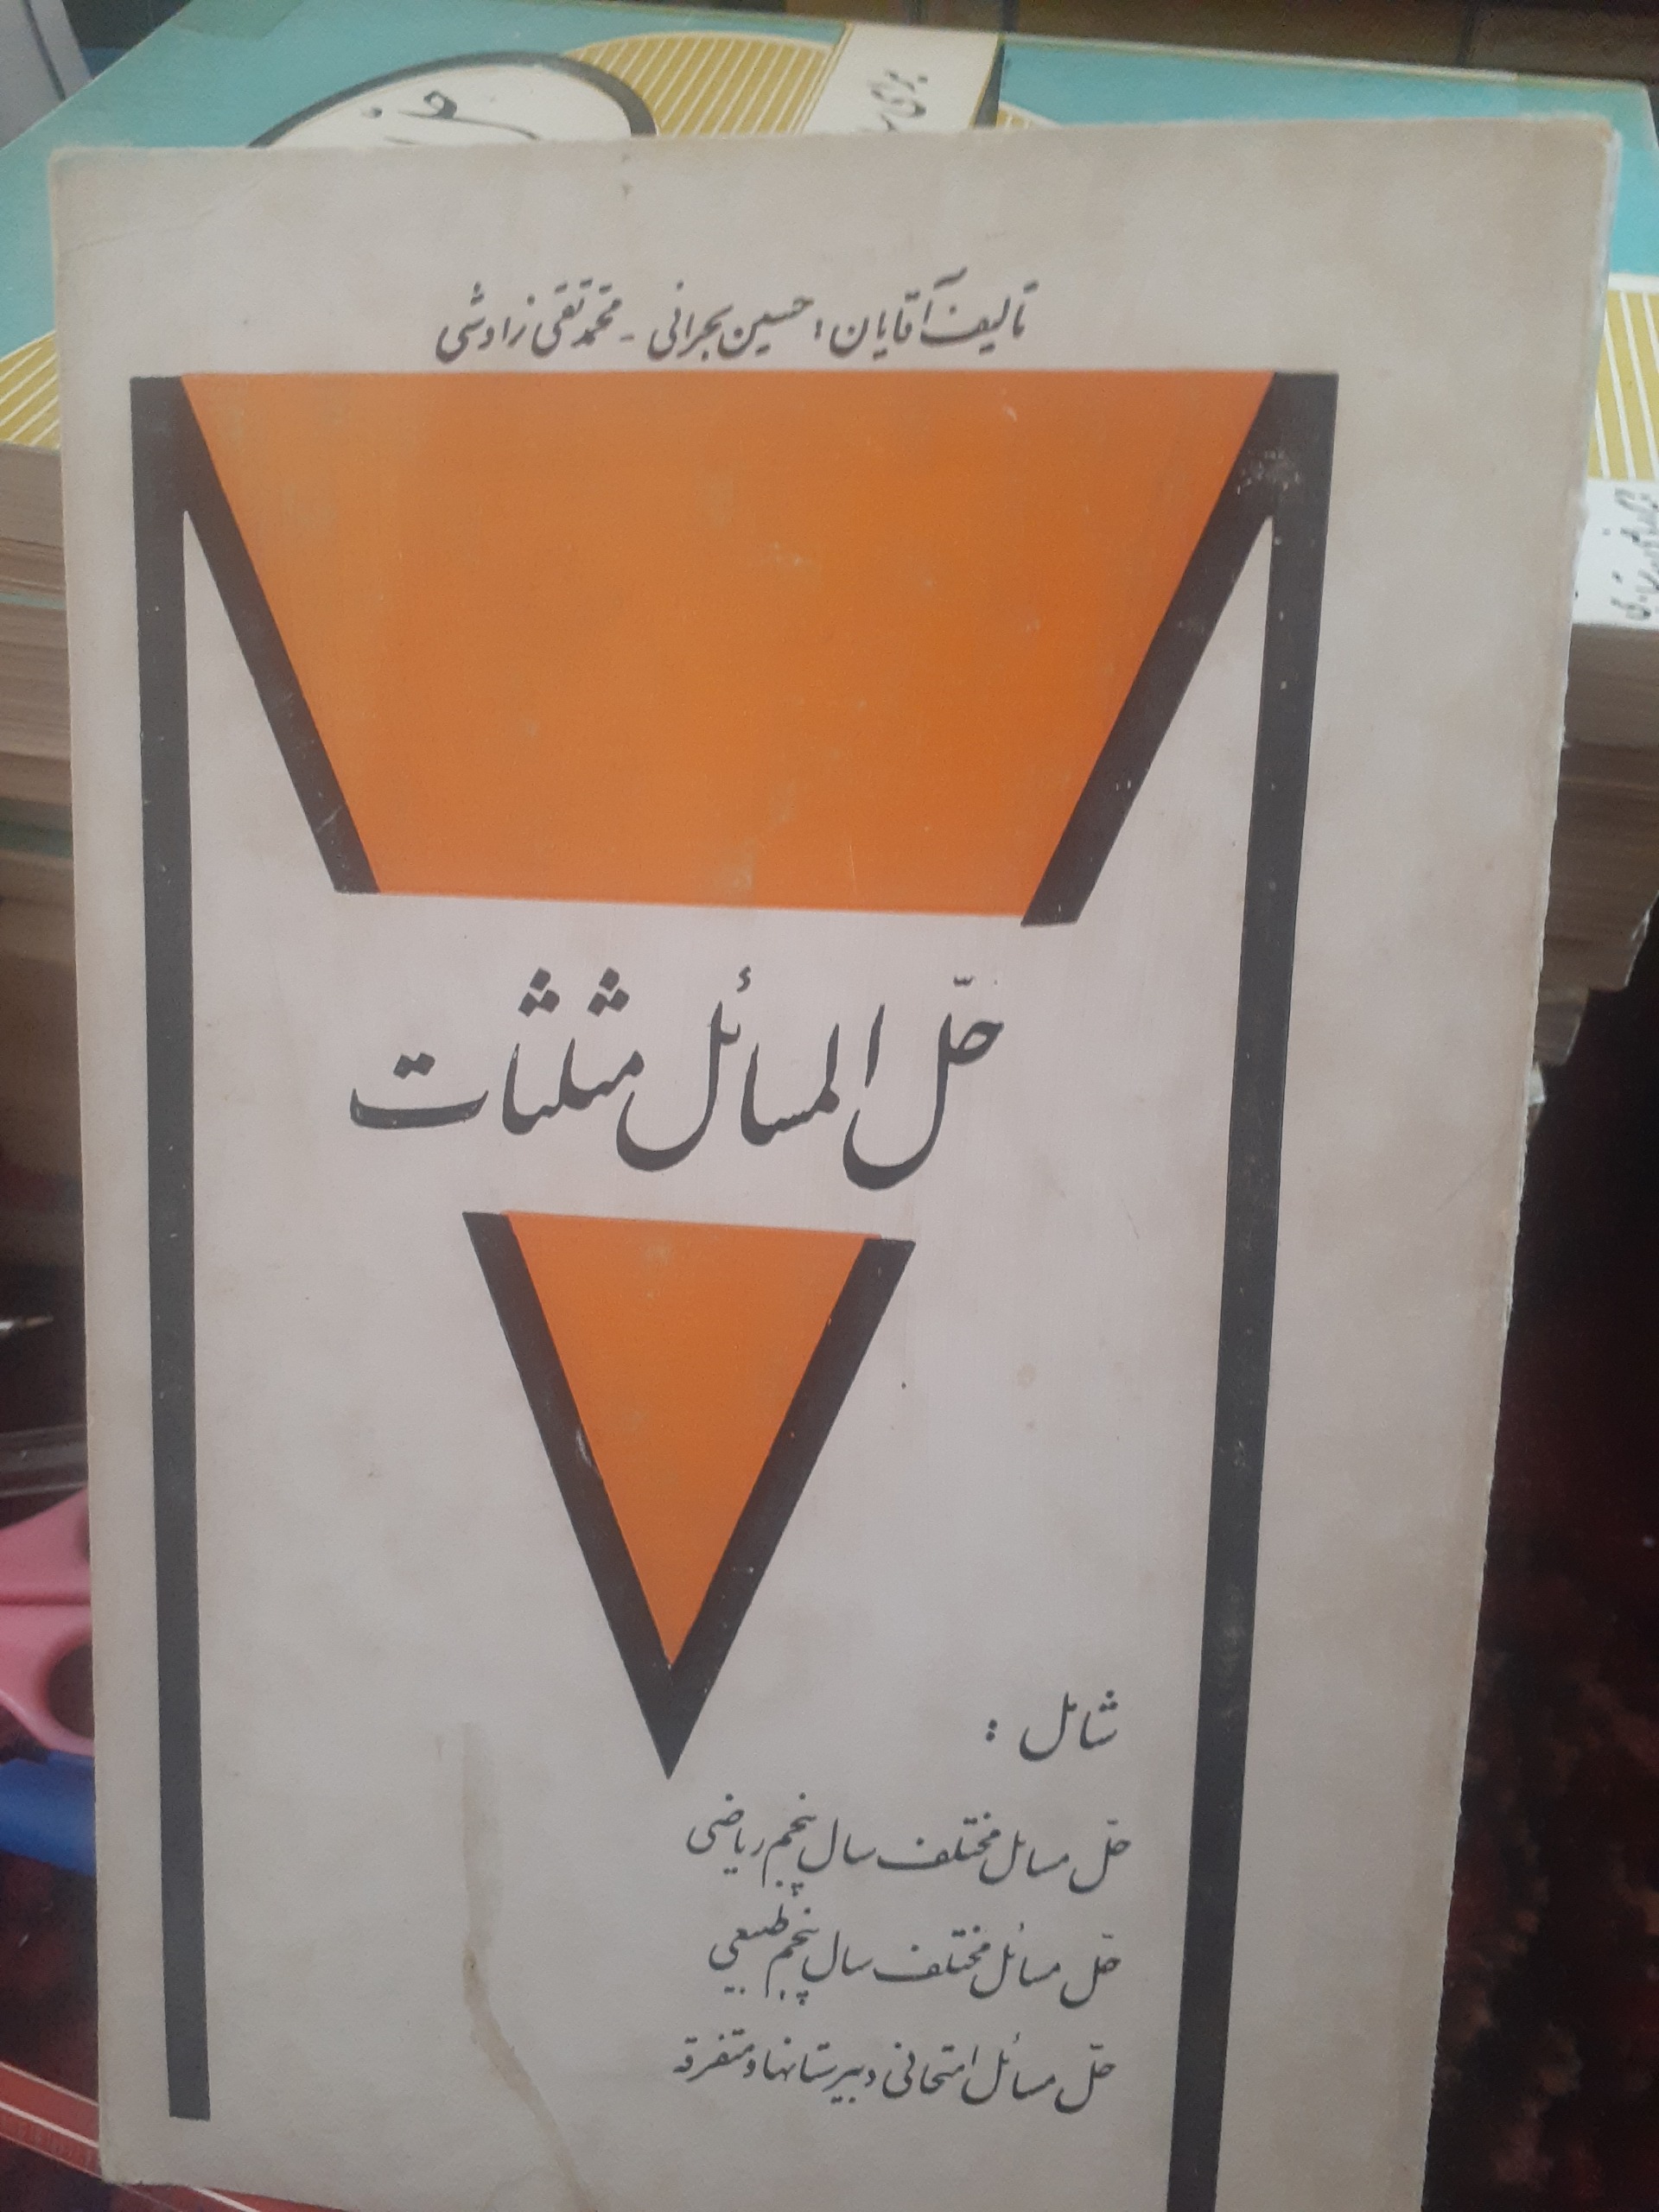 تالیف آقایان : حسین بحرانی - محمد تقی زاوشی
حلّ المسائل مثلثات
شامل :
حلّ مسائل مختلف سال پنجم ریاضی
حلّ مسائل مختلف سال پنجم طبیعی
حلّ مسائل امتحانی دبیرستانها و متفرقه